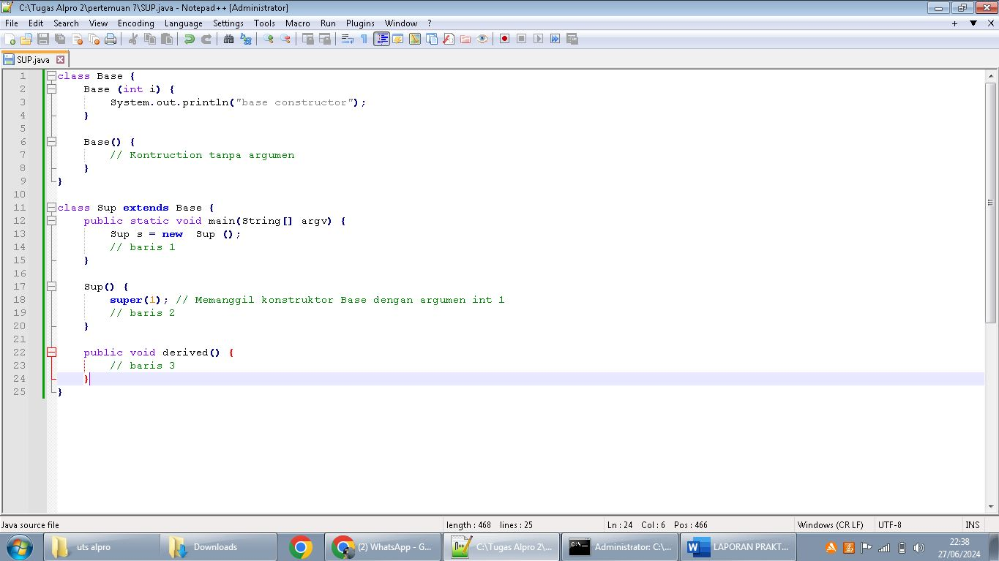 C:\Tugas Alpro 2\pertemuan 7\SUP.java - Notepad++ [Administrator]
File Edit Search View Encoding Language Settings Tools Macro Run Plugins Window ? + ▼ X
SUP.java
1 class Base {
2 Base (int i) {
3 System.out.println("base constructor");
4 }
5
6 Base() {
7 // Kontruction tanpa argumen
8 }
9 }
10
11 class Sup extends Base {
12 public static void main(String[] argv) {
13 Sup s = new  Sup ();
14 // baris 1
15 }
16
17 Sup() {
18 super(1); // Memanggil konstruktor Base dengan argumen int 1
19 // baris 2
20 }
21
22 public void derived() {
23 // baris 3
24 }
25 }
Java source file length : 468 lines : 25 Ln : 24 Col : 6 Pos : 466 Windows (CR LF) UTF-8 INS
uts alpro Downloads (2) WhatsApp - G... C:\Tugas Alpro 2\... Administrator: C:\... LAPORAN PRAKT... 22:38
27/06/2024